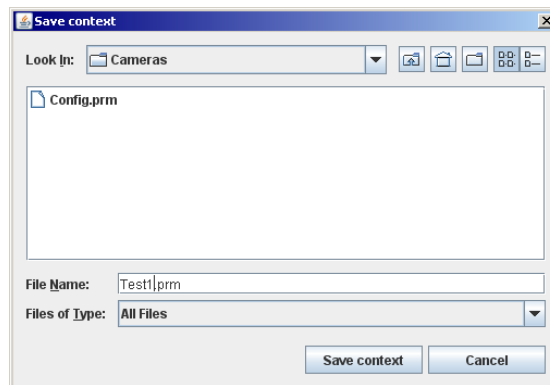 Save context
Look In: Cameras
Config.prm
File Name: Test1.prm
Files of Type: All Files
Save context Cancel